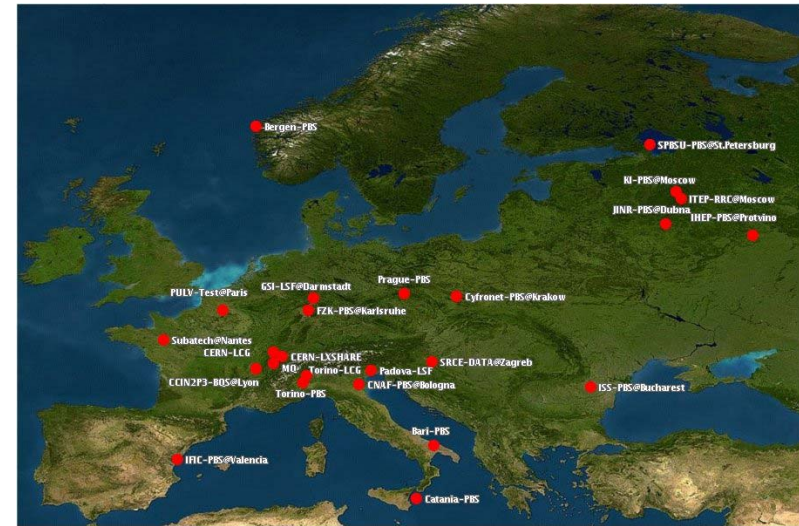 Bergen-PBS
SPBSU-PBS@St.Petersburg
KI-PBS@Moscow
ITEP-RRC@Moscow
JINR-PBS@Dubna
IHEP-PBS@Protvino
Prague-PBS
GSI-LSF@Darmstadt
PULV-Test@Paris
Cyfronet-PBS@Krakow
FZK-PBS@Karlsruhe
Subatech@Nantes
CERN-LCG
CERN-LXSHARE
SRCE-DATA@Zagreb
MO
Torino-LCG
Padova-LSF
CCIN2P3-BQS@Lyon
CNAF-PBS@Bologna
ISS-PBS@Bucharest
Torino-PBS
Bari-PBS
IFIC-PBS@Valencia
Catania-PBS